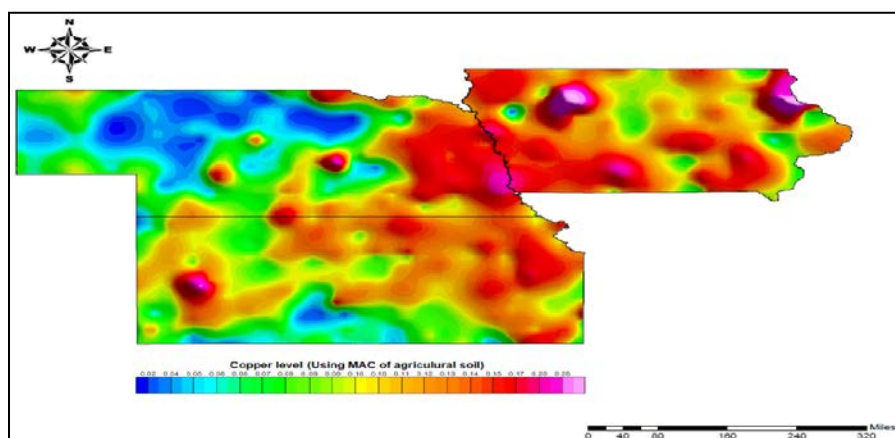 N
W E
S
Copper level (Using MAC of agriculural soil)
0.02 0.04 0.05 0.06 0.07 0.08 0.09 0.10 0.11 0.12 0.13 0.14 0.15 0.17 0.20 0.25
Miles
0 20 40 80 160 240 320